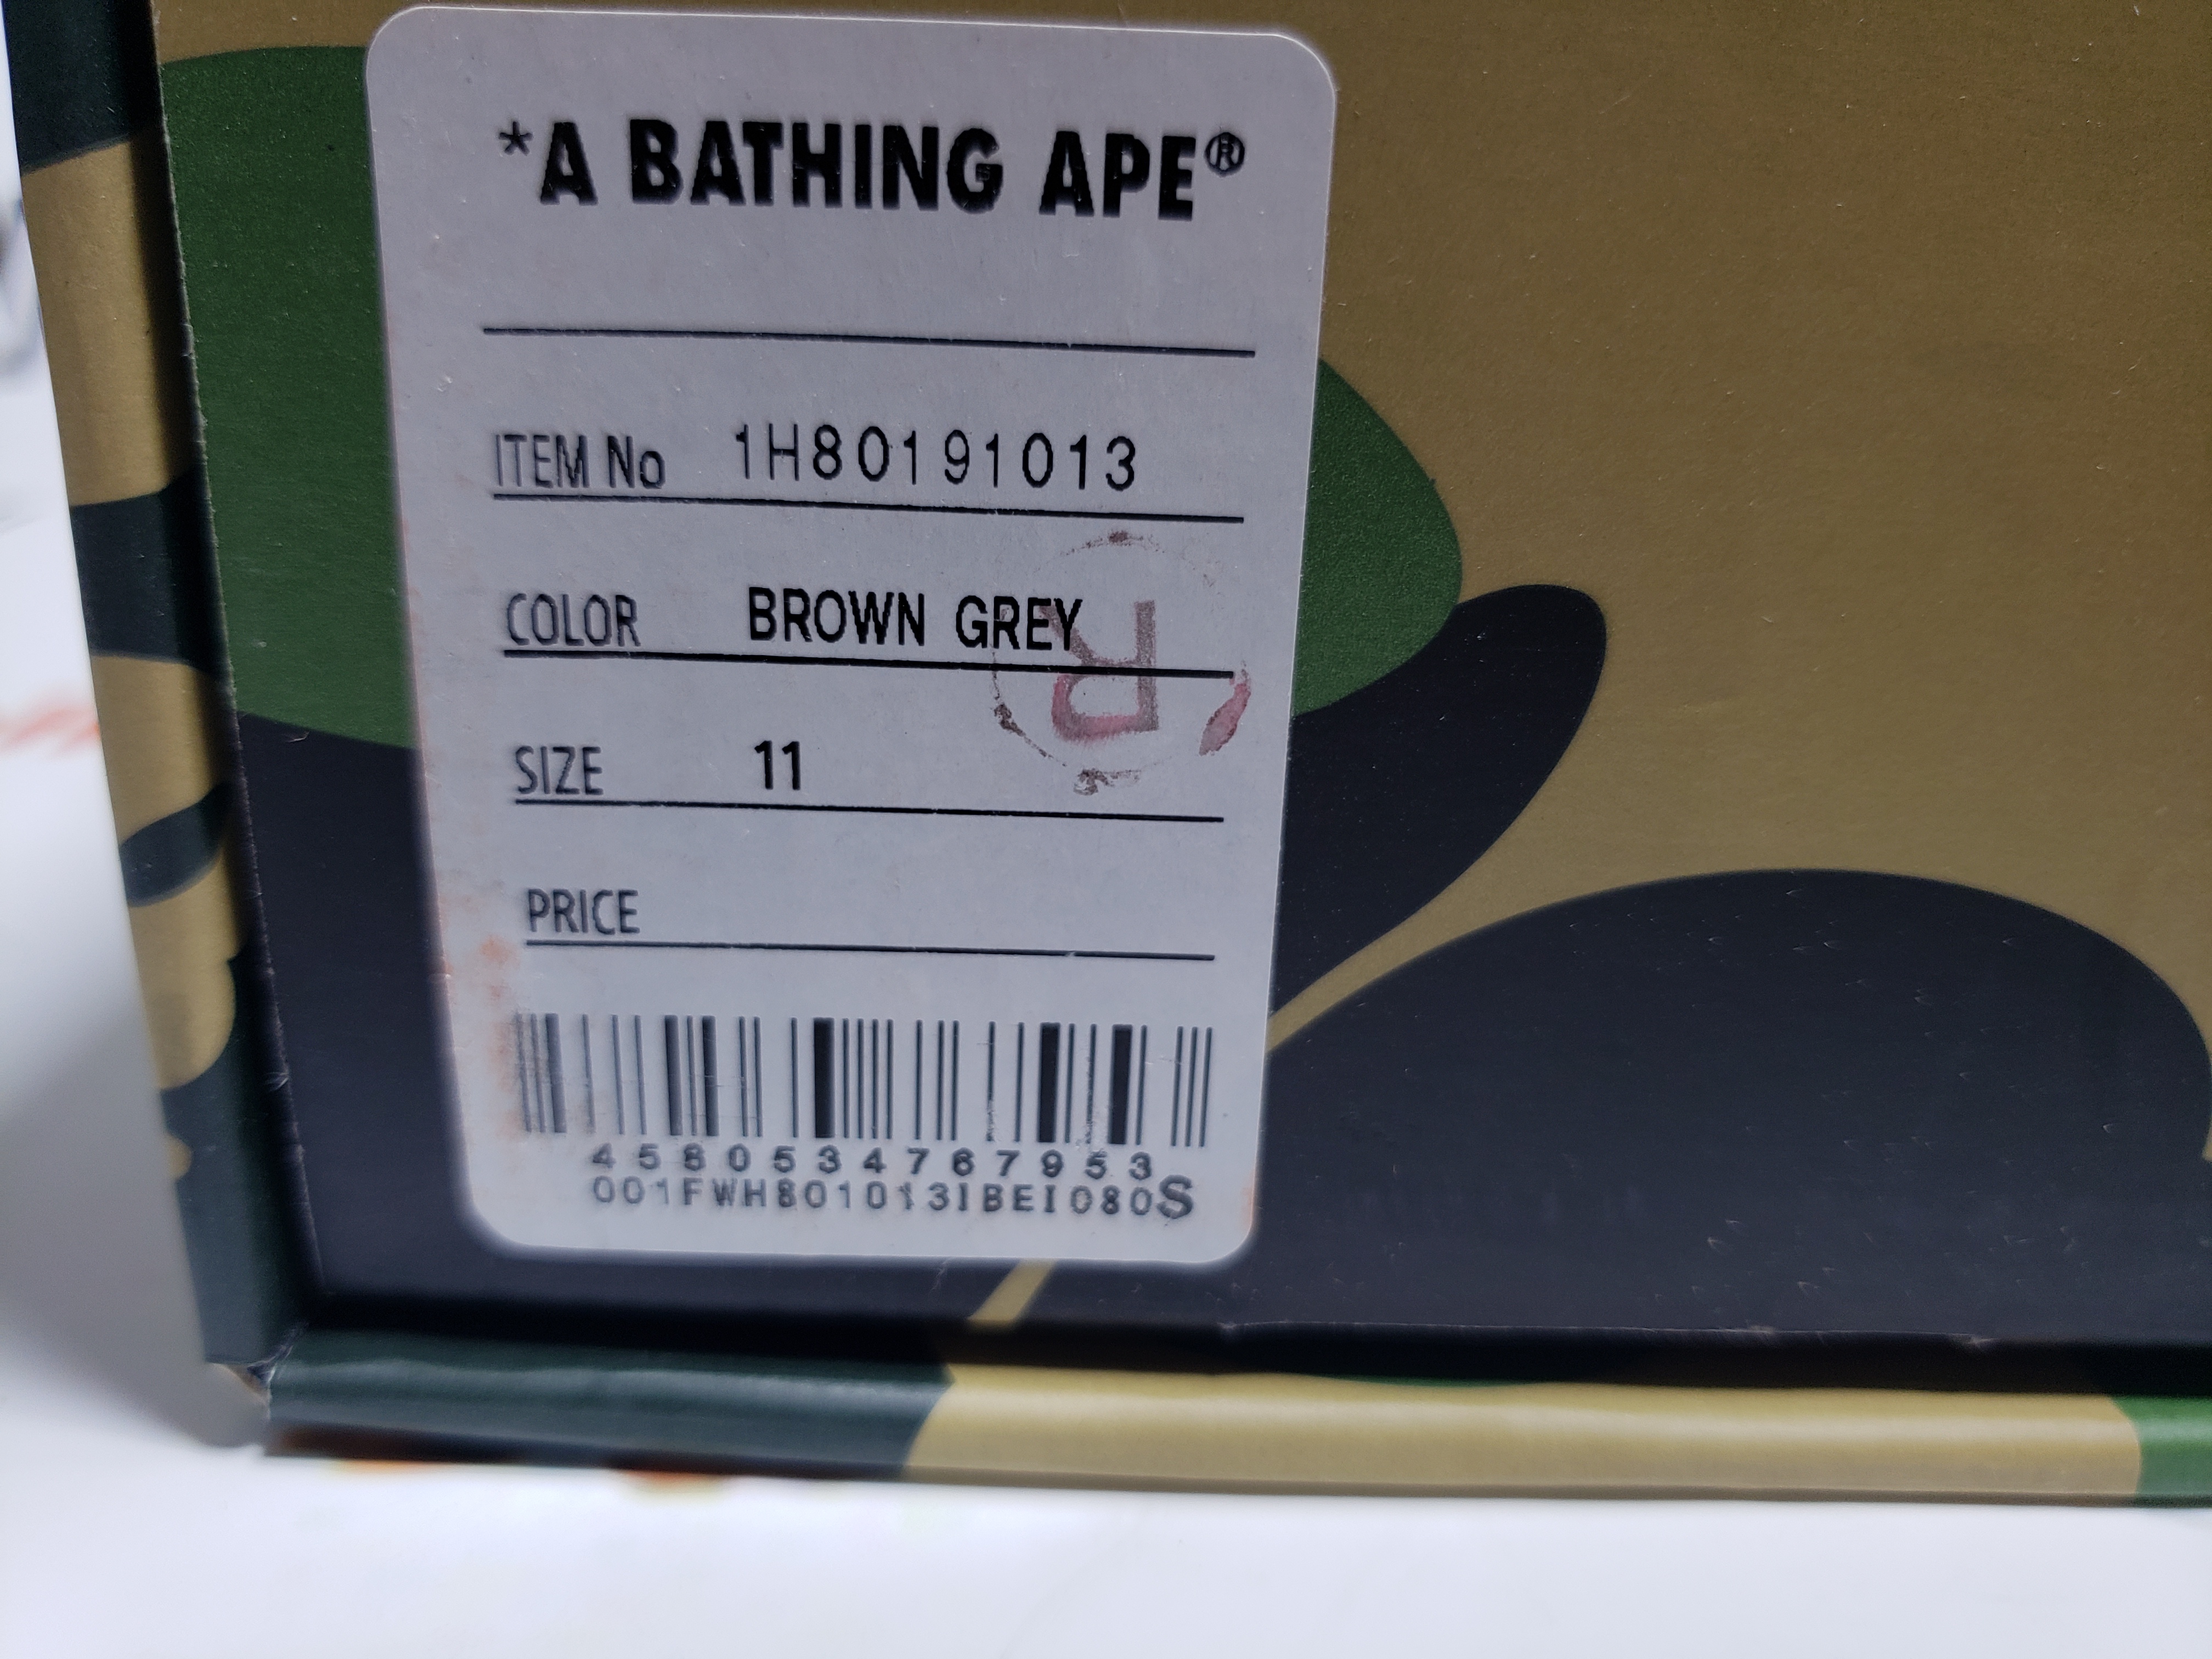 *A BATHING APE®
ITEM No 1H80191013
COLOR BROWN GREY
R
SIZE 11
PRICE
4580534767953
001FWH801013IBEI080S